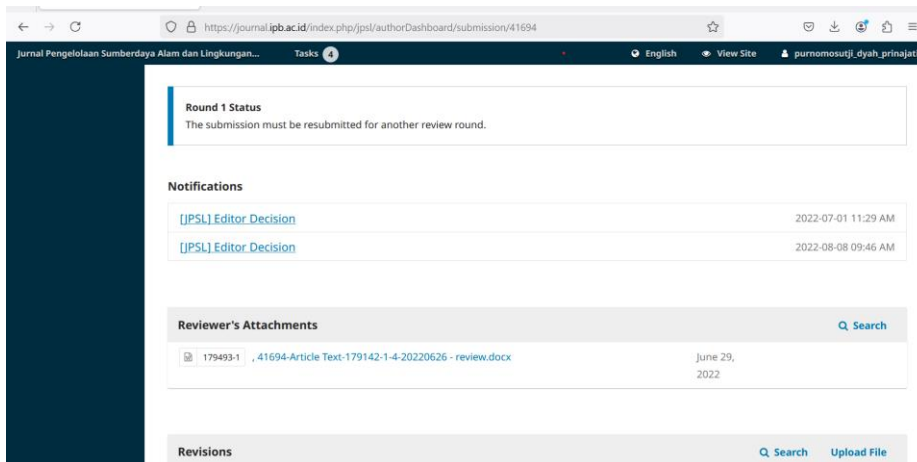 https://journal.ipb.ac.id/index.php/jpsl/authorDashboard/submission/41694
Jurnal Pengelolaan Sumberdaya Alam dan Lingkungan... Tasks 4 English View Site purnomosutji_dyah_prinajati
Round 1 Status
The submission must be resubmitted for another review round.
Notifications
[JPSL] Editor Decision 2022-07-01 11:29 AM
[JPSL] Editor Decision 2022-08-08 09:46 AM
Reviewer's Attachments Search
179493-1 , 41694-Article Text-179142-1-4-20220626 - review.docx June 29,
2022
Revisions Search Upload File